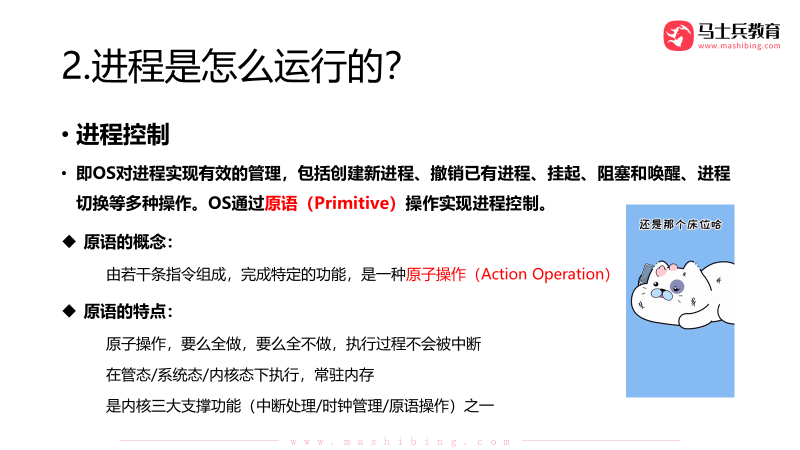 马士兵教育
www.mashibing.com
2.进程是怎么运行的？
• 进程控制
• 即OS对进程实现有效的管理，包括创建新进程、撤销已有进程、挂起、阻塞和唤醒、进程
切换等多种操作。OS通过原语（Primitive）操作实现进程控制。
还是那个床位哈
◆ 原语的概念：
由若干条指令组成，完成特定的功能，是一种原子操作（Action Operation）
◆ 原语的特点：
原子操作，要么全做，要么全不做，执行过程不会被中断
在管态/系统态/内核态下执行，常驻内存
是内核三大支撑功能（中断处理/时钟管理/原语操作）之一
www.mashibing.com